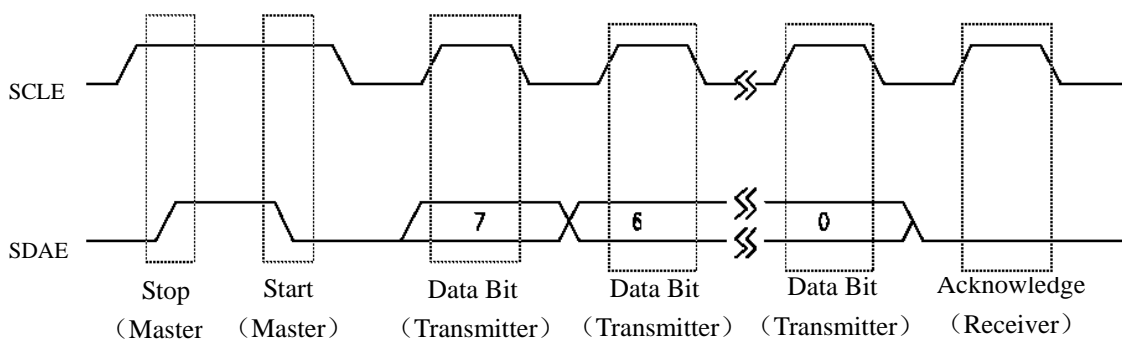 SCLE
7 6 0
SDAE
Stop Start Data Bit Data Bit Data Bit Acknowledge
（Master （Master） （Transmitter） （Transmitter） （Transmitter） （Receiver）